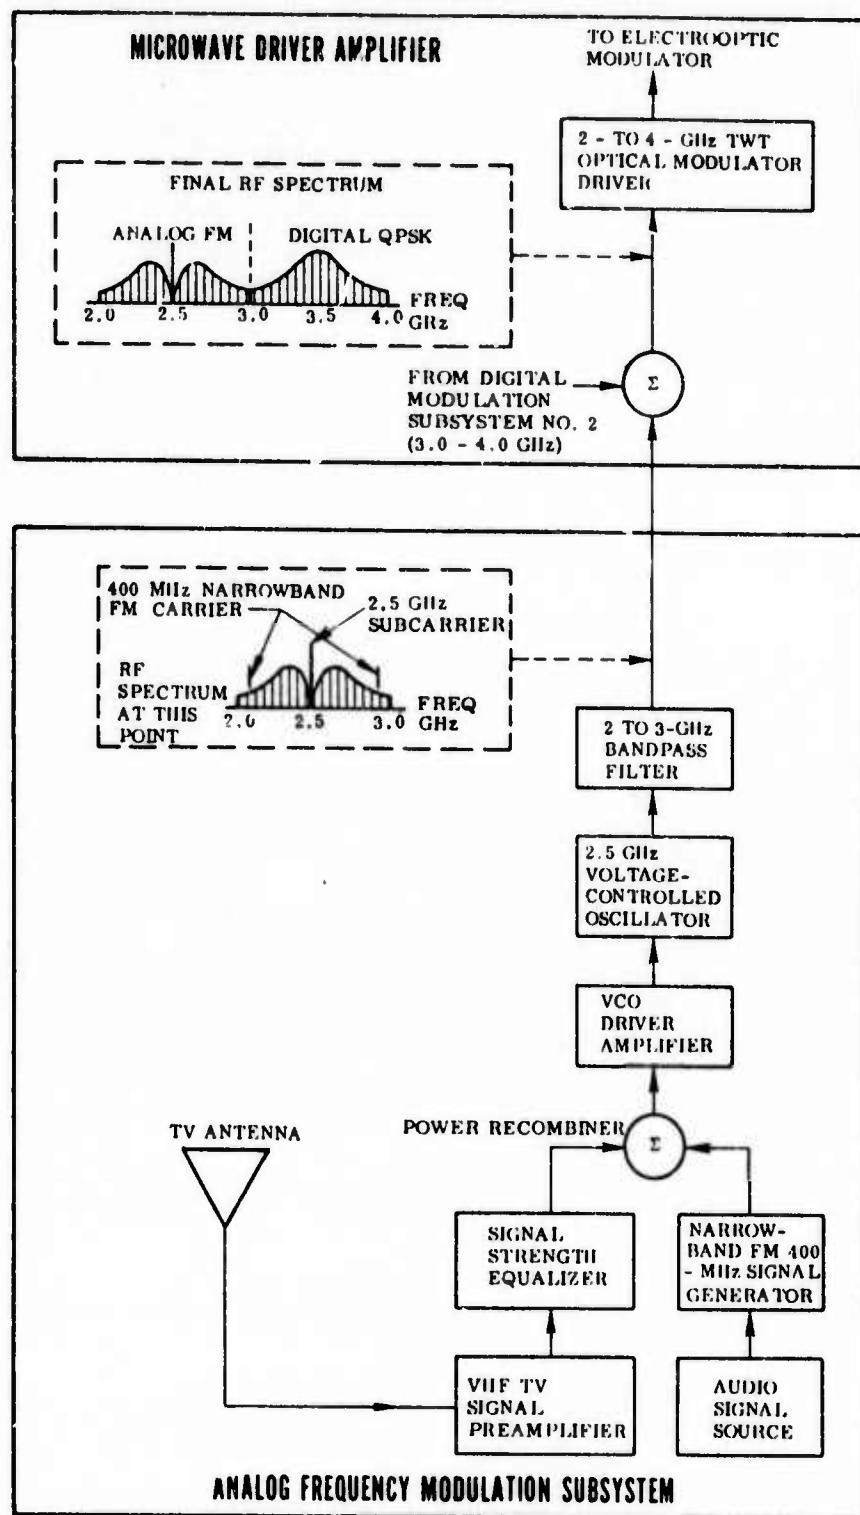 MICROWAVE DRIVER AMPLIFIER
TO ELECTROOPTIC
MODULATOR
2 - TO 4 - GHz TWT
OPTICAL MODULATOR
DRIVER
FINAL RF SPECTRUM
ANALOG FM
DIGITAL QPSK
FREQ
GHz
2.0 2.5 3.0 3.5 4.0
Σ
FROM DIGITAL
MODULATION
SUBSYSTEM NO. 2
(3.0 - 4.0 GHz)
400 MHz NARROWBAND
FM CARRIER
2.5 GHz
SUBCARRIER
RF
SPECTRUM
AT THIS
POINT
FREQ
GHz
2.0 2.5 3.0
2 TO 3-GHz
BANDPASS
FILTER
2.5 GHz
VOLTAGE-
CONTROLLED
OSCILLATOR
VCO
DRIVER
AMPLIFIER
TV ANTENNA
POWER RECOMBINER
Σ
SIGNAL
STRENGTH
EQUALIZER
NARROW-
BAND FM 400
- MHz SIGNAL
GENERATOR
VHF TV
SIGNAL
PREAMPLIFIER
AUDIO
SIGNAL
SOURCE
ANALOG FREQUENCY MODULATION SUBSYSTEM